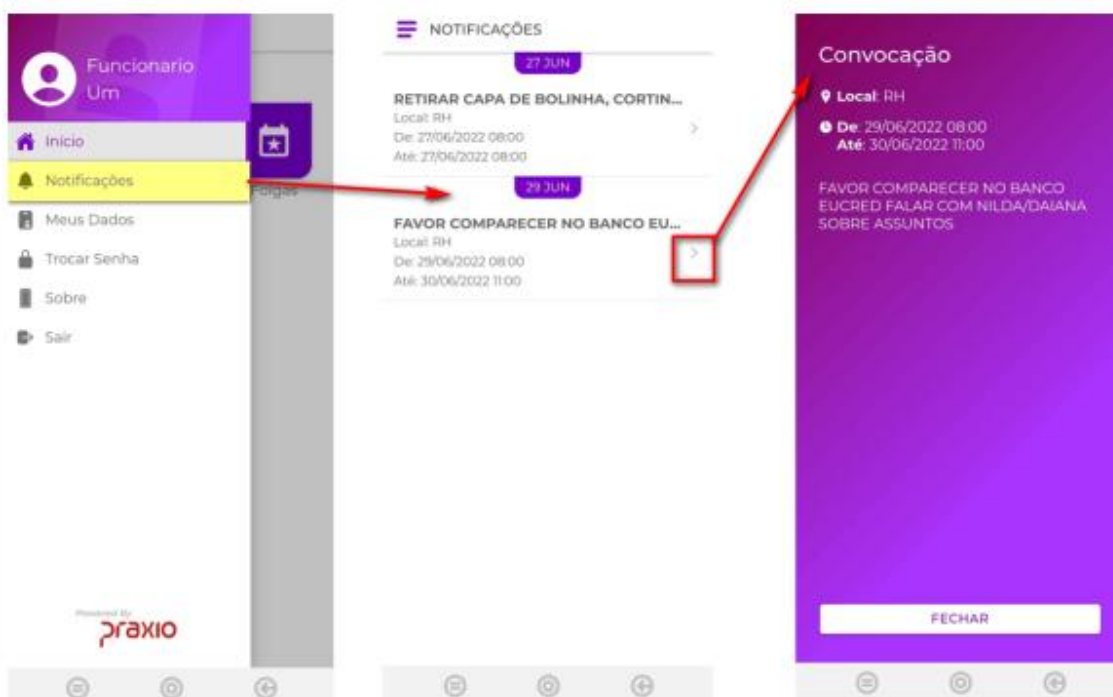 Funcionario
Um
Início
Notificações
Meus Dados
Trocar Senha
Sobre
Sair
Folgas
Powered By
praxio
NOTIFICAÇÕES
27 JUN
RETIRAR CAPA DE BOLINHA, CORTIN...
Local: RH
De: 27/06/2022 08:00
Até: 27/06/2022 08:00
29 JUN
FAVOR COMPARECER NO BANCO EU...
Local: RH
De: 29/06/2022 08:00
Até: 30/06/2022 11:00
Convocação
Local: RH
De: 29/06/2022 08:00
Até: 30/06/2022 11:00
FAVOR COMPARECER NO BANCO
EUCRED FALAR COM NILDA/DAIANA
SOBRE ASSUNTOS
FECHAR